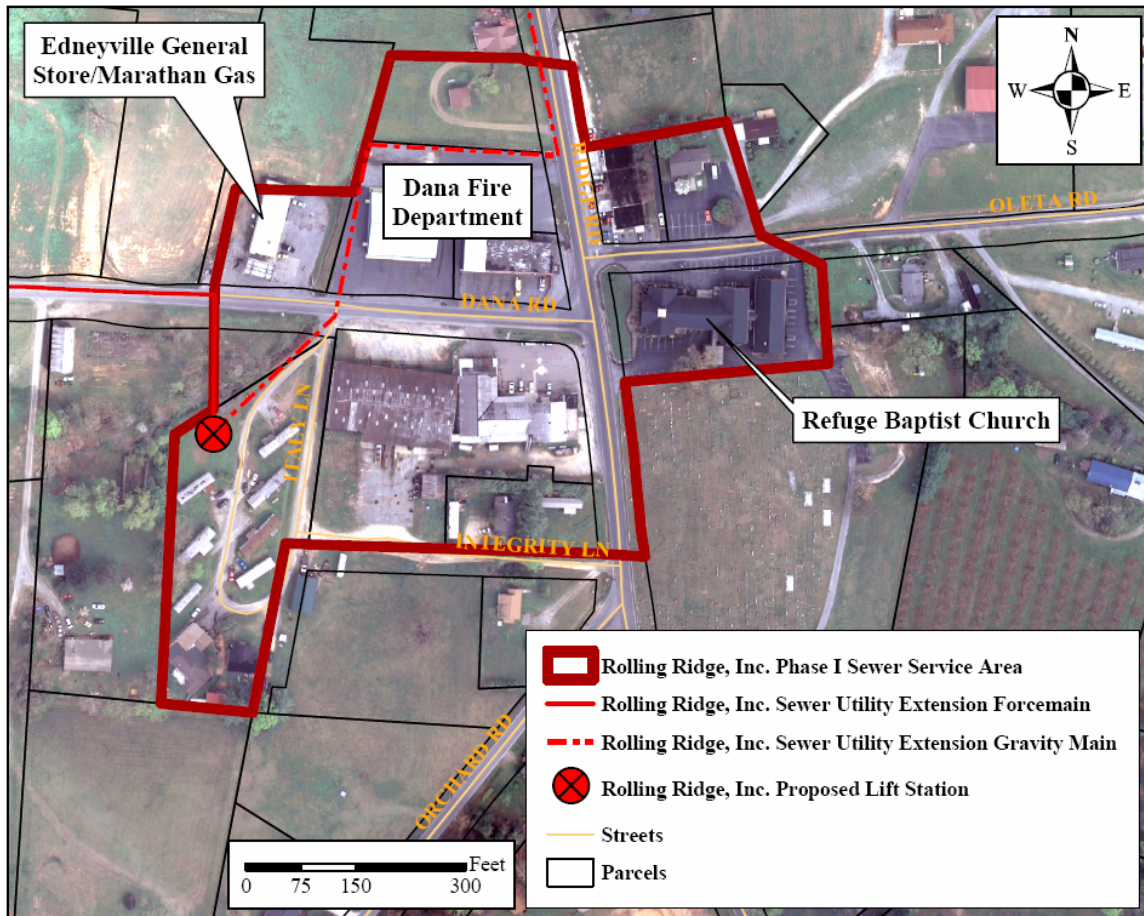 Edneyville General
Store/Marathan Gas
N
W
E
S
Dana Fire
Department
RIDGE RD
OLETA RD
DANA RD
Refuge Baptist Church
ITALY LN
INTEGRITY LN
ORCHARD RD
Rolling Ridge, Inc. Phase I Sewer Service Area
Rolling Ridge, Inc. Sewer Utility Extension Forcemain
Rolling Ridge, Inc. Sewer Utility Extension Gravity Main
Rolling Ridge, Inc. Proposed Lift Station
Streets
Parcels
Feet
0 75 150 300